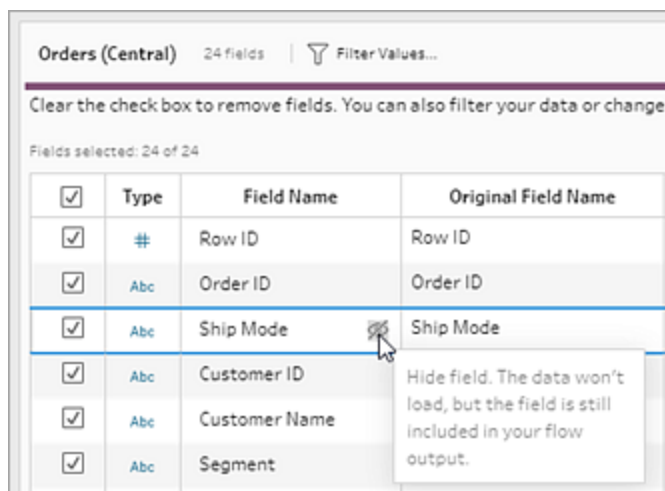 Orders (Central) 24 fields Filter Values...
Clear the check box to remove fields. You can also filter your data or change
Fields selected: 24 of 24
Type Field Name Original Field Name
# Row ID Row ID
Abc Order ID Order ID
Abc Ship Mode Ship Mode
Abc Customer ID
Hide field. The data won't
Abc Customer Name
load, but the field is still
included in your flow
Abc Segment
output.